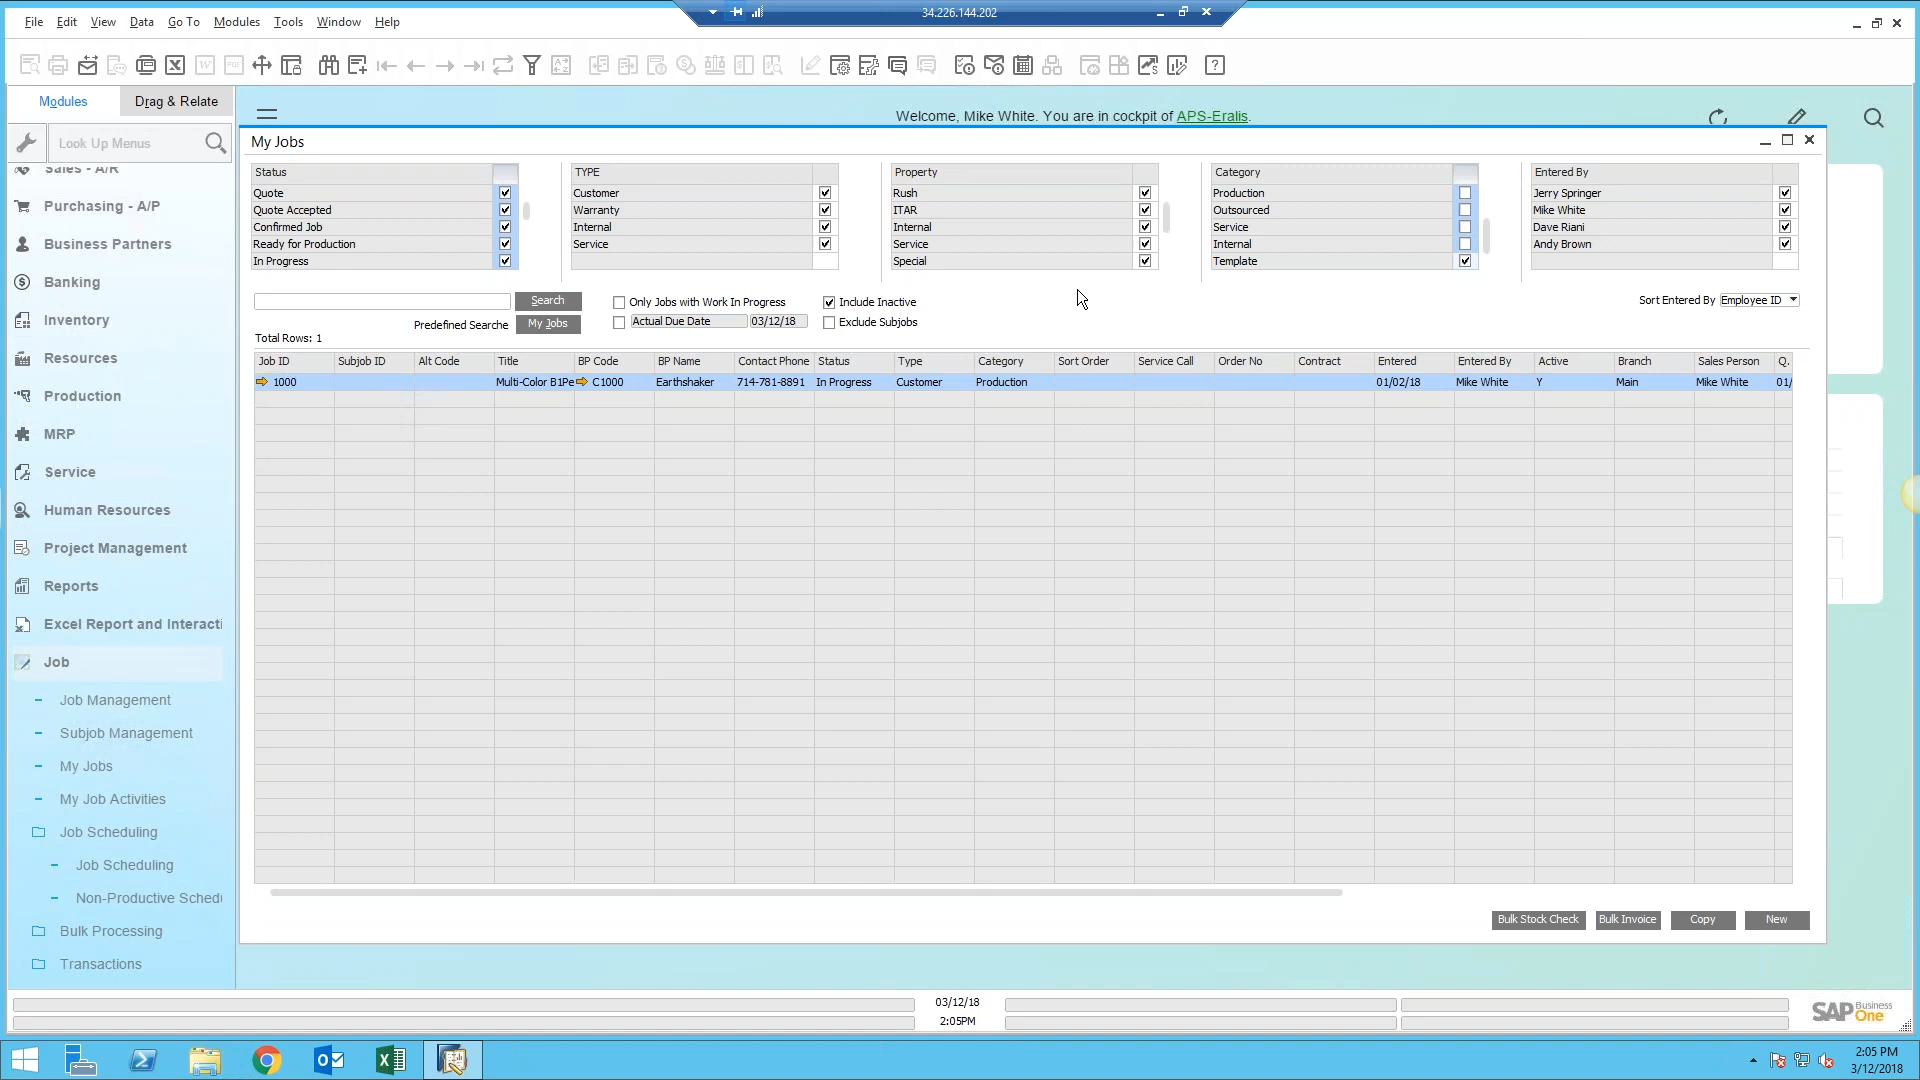 34.226.144.202
File Edit View Data Go To Modules Tools Window Help
Modules Drag & Relate
Look Up Menus
Welcome, Mike White. You are in cockpit of APS-Eralis.
Sales - A/R
Purchasing - A/P
Business Partners
Banking
Inventory
Resources
Production
MRP
Service
Human Resources
Project Management
Reports
Excel Report and Interacti
Job
Job Management
Subjob Management
My Jobs
My Job Activities
Job Scheduling
Job Scheduling
Non-Productive Schedu
Bulk Processing
Transactions
My Jobs
Status
Quote
Quote Accepted
Confirmed Job
Ready for Production
In Progress
TYPE
Customer
Warranty
Internal
Service
Property
Rush
ITAR
Internal
Service
Special
Category
Production
Outsourced
Service
Internal
Template
Entered By
Jerry Springer
Mike White
Dave Riani
Andy Brown
Search Only Jobs with Work In Progress Include Inactive Sort Entered By Employee ID
Predefined Searche My Jobs Actual Due Date 03/12/18 Exclude Subjobs
Total Rows: 1
Job ID Subjob ID Alt Code Title BP Code BP Name Contact Phone Status Type Category Sort Order Service Call Order No Contract Entered Entered By Active Branch Sales Person Q.
1000 Multi-Color B1Pe C1000 Earthshaker 714-781-8891 In Progress Customer Production 01/02/18 Mike White Y Main Mike White 01/
Bulk Stock Check Bulk Invoice Copy New
03/12/18
2:05PM
SAP Business One
2:05 PM
3/12/2018